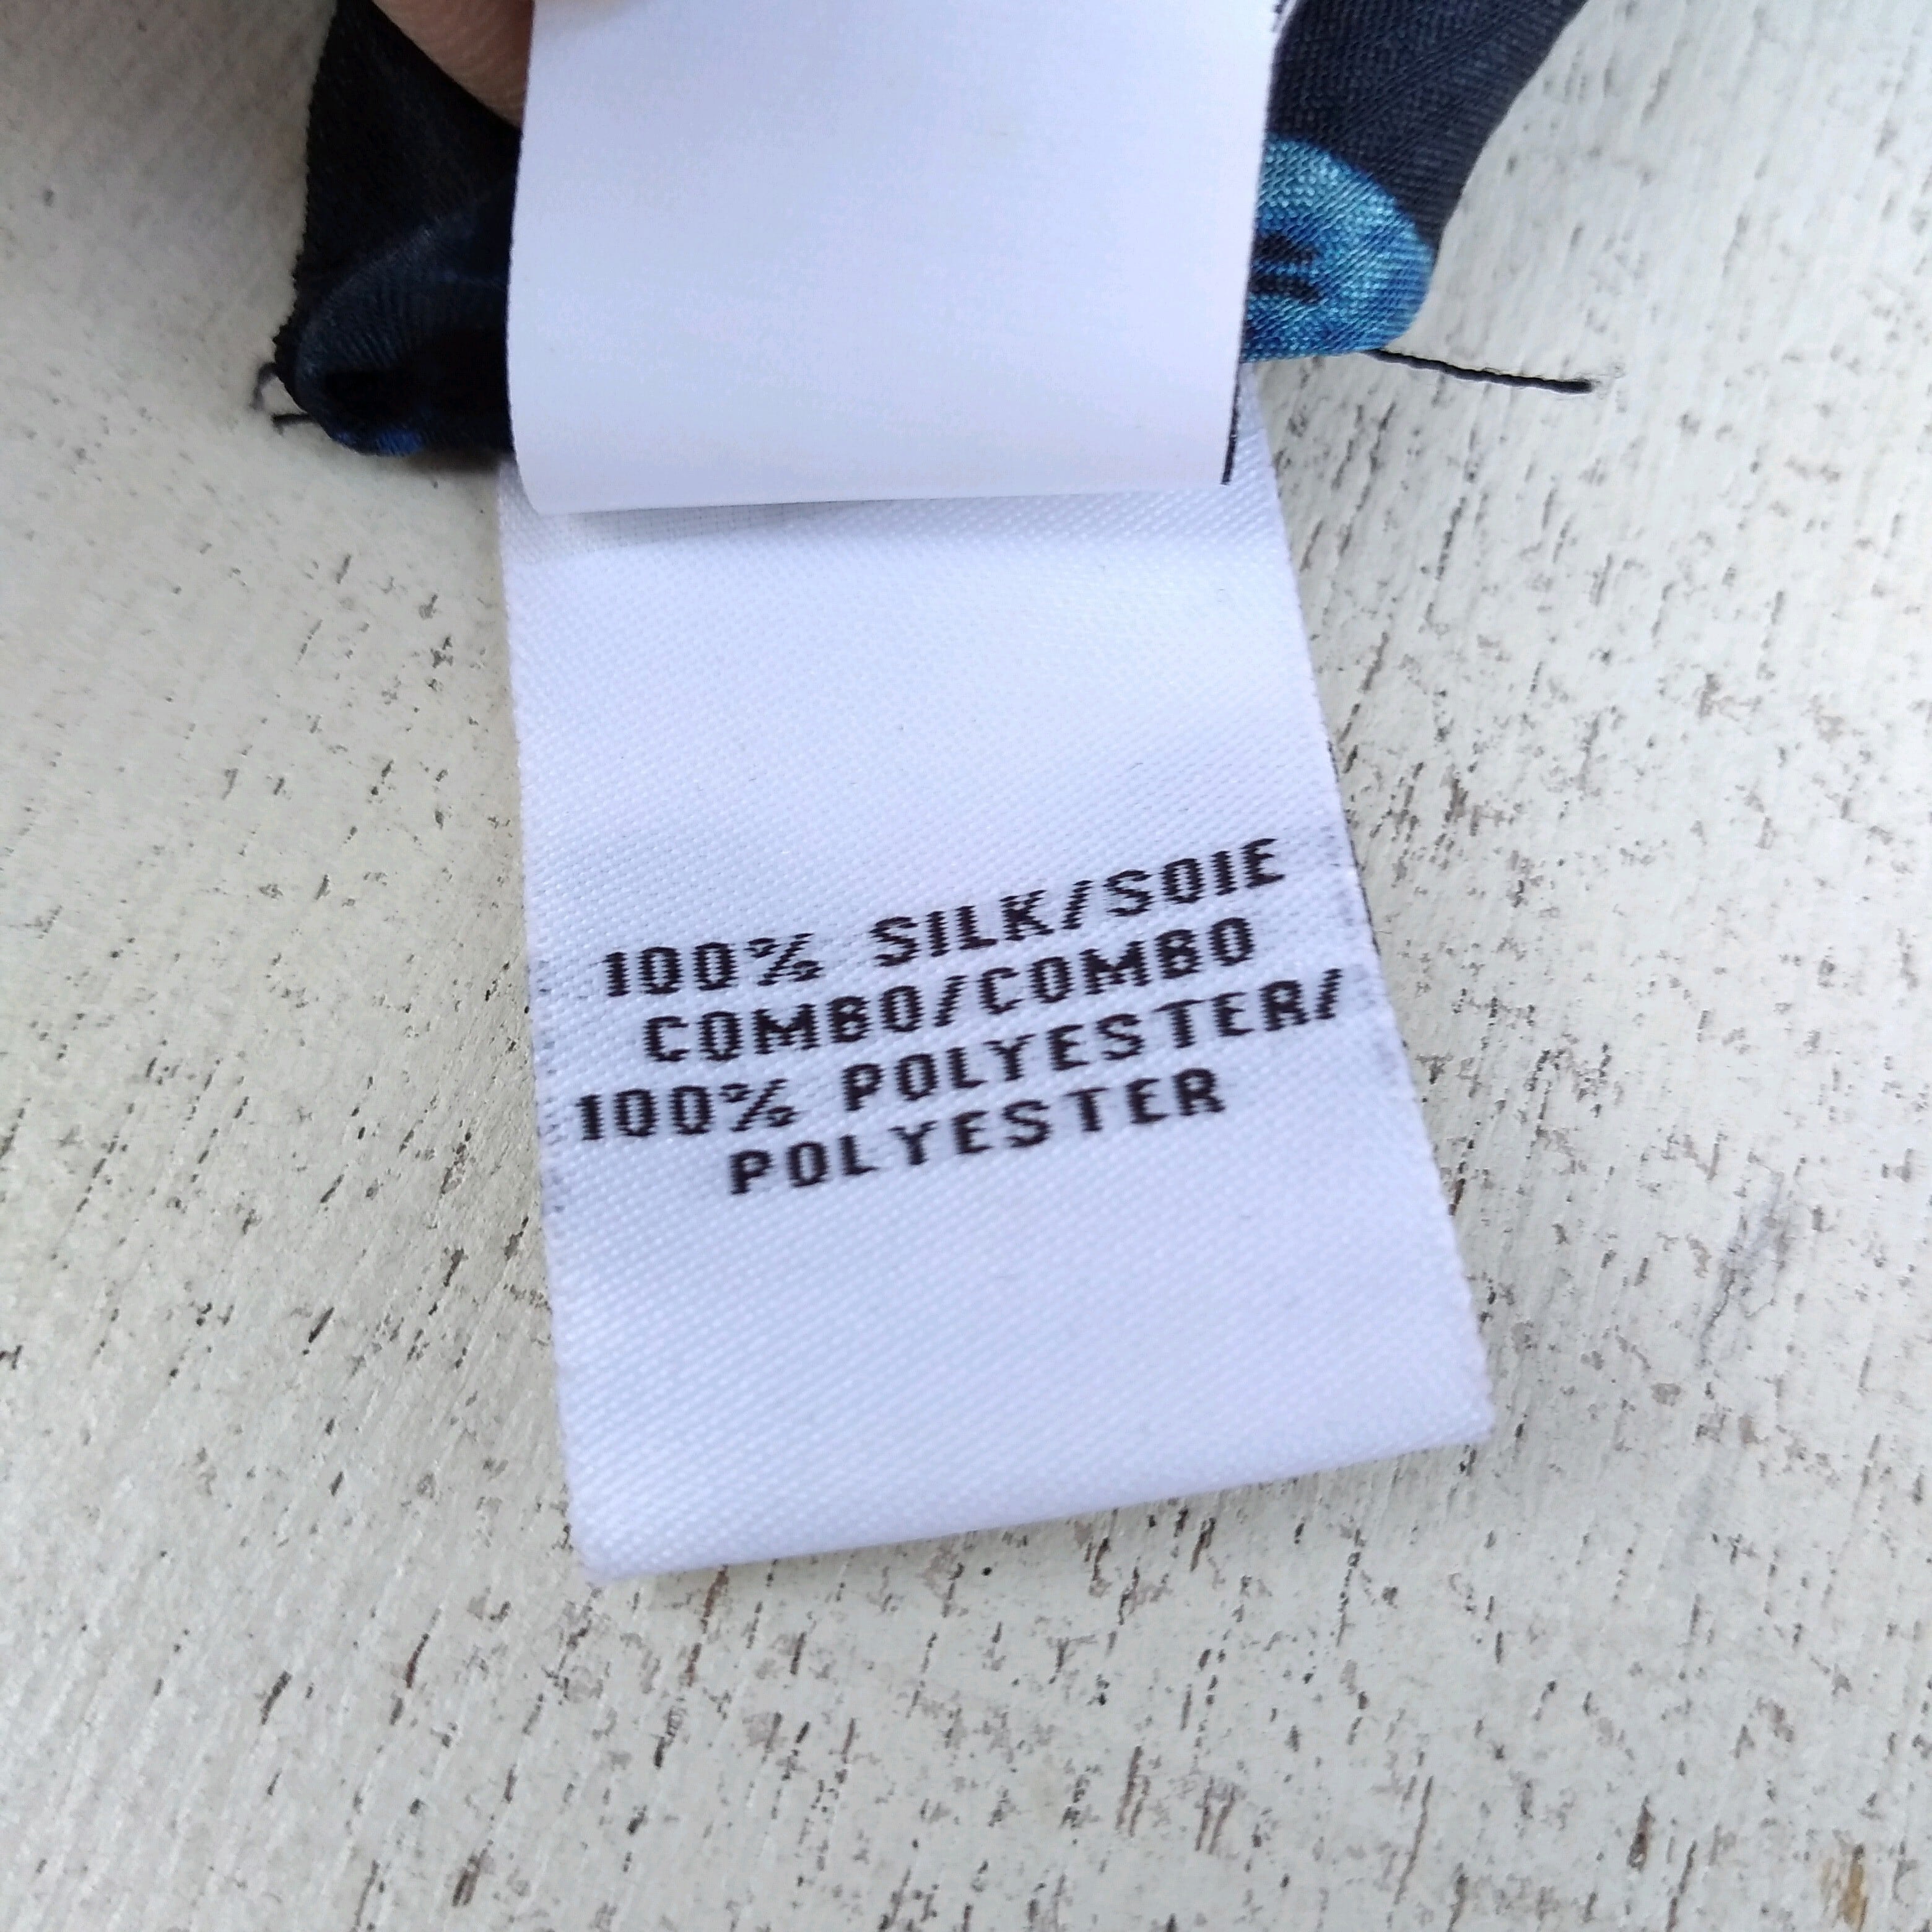 100% SILK/SOIE
COMBO/COMBO
100% POLYESTER/
POLYESTER